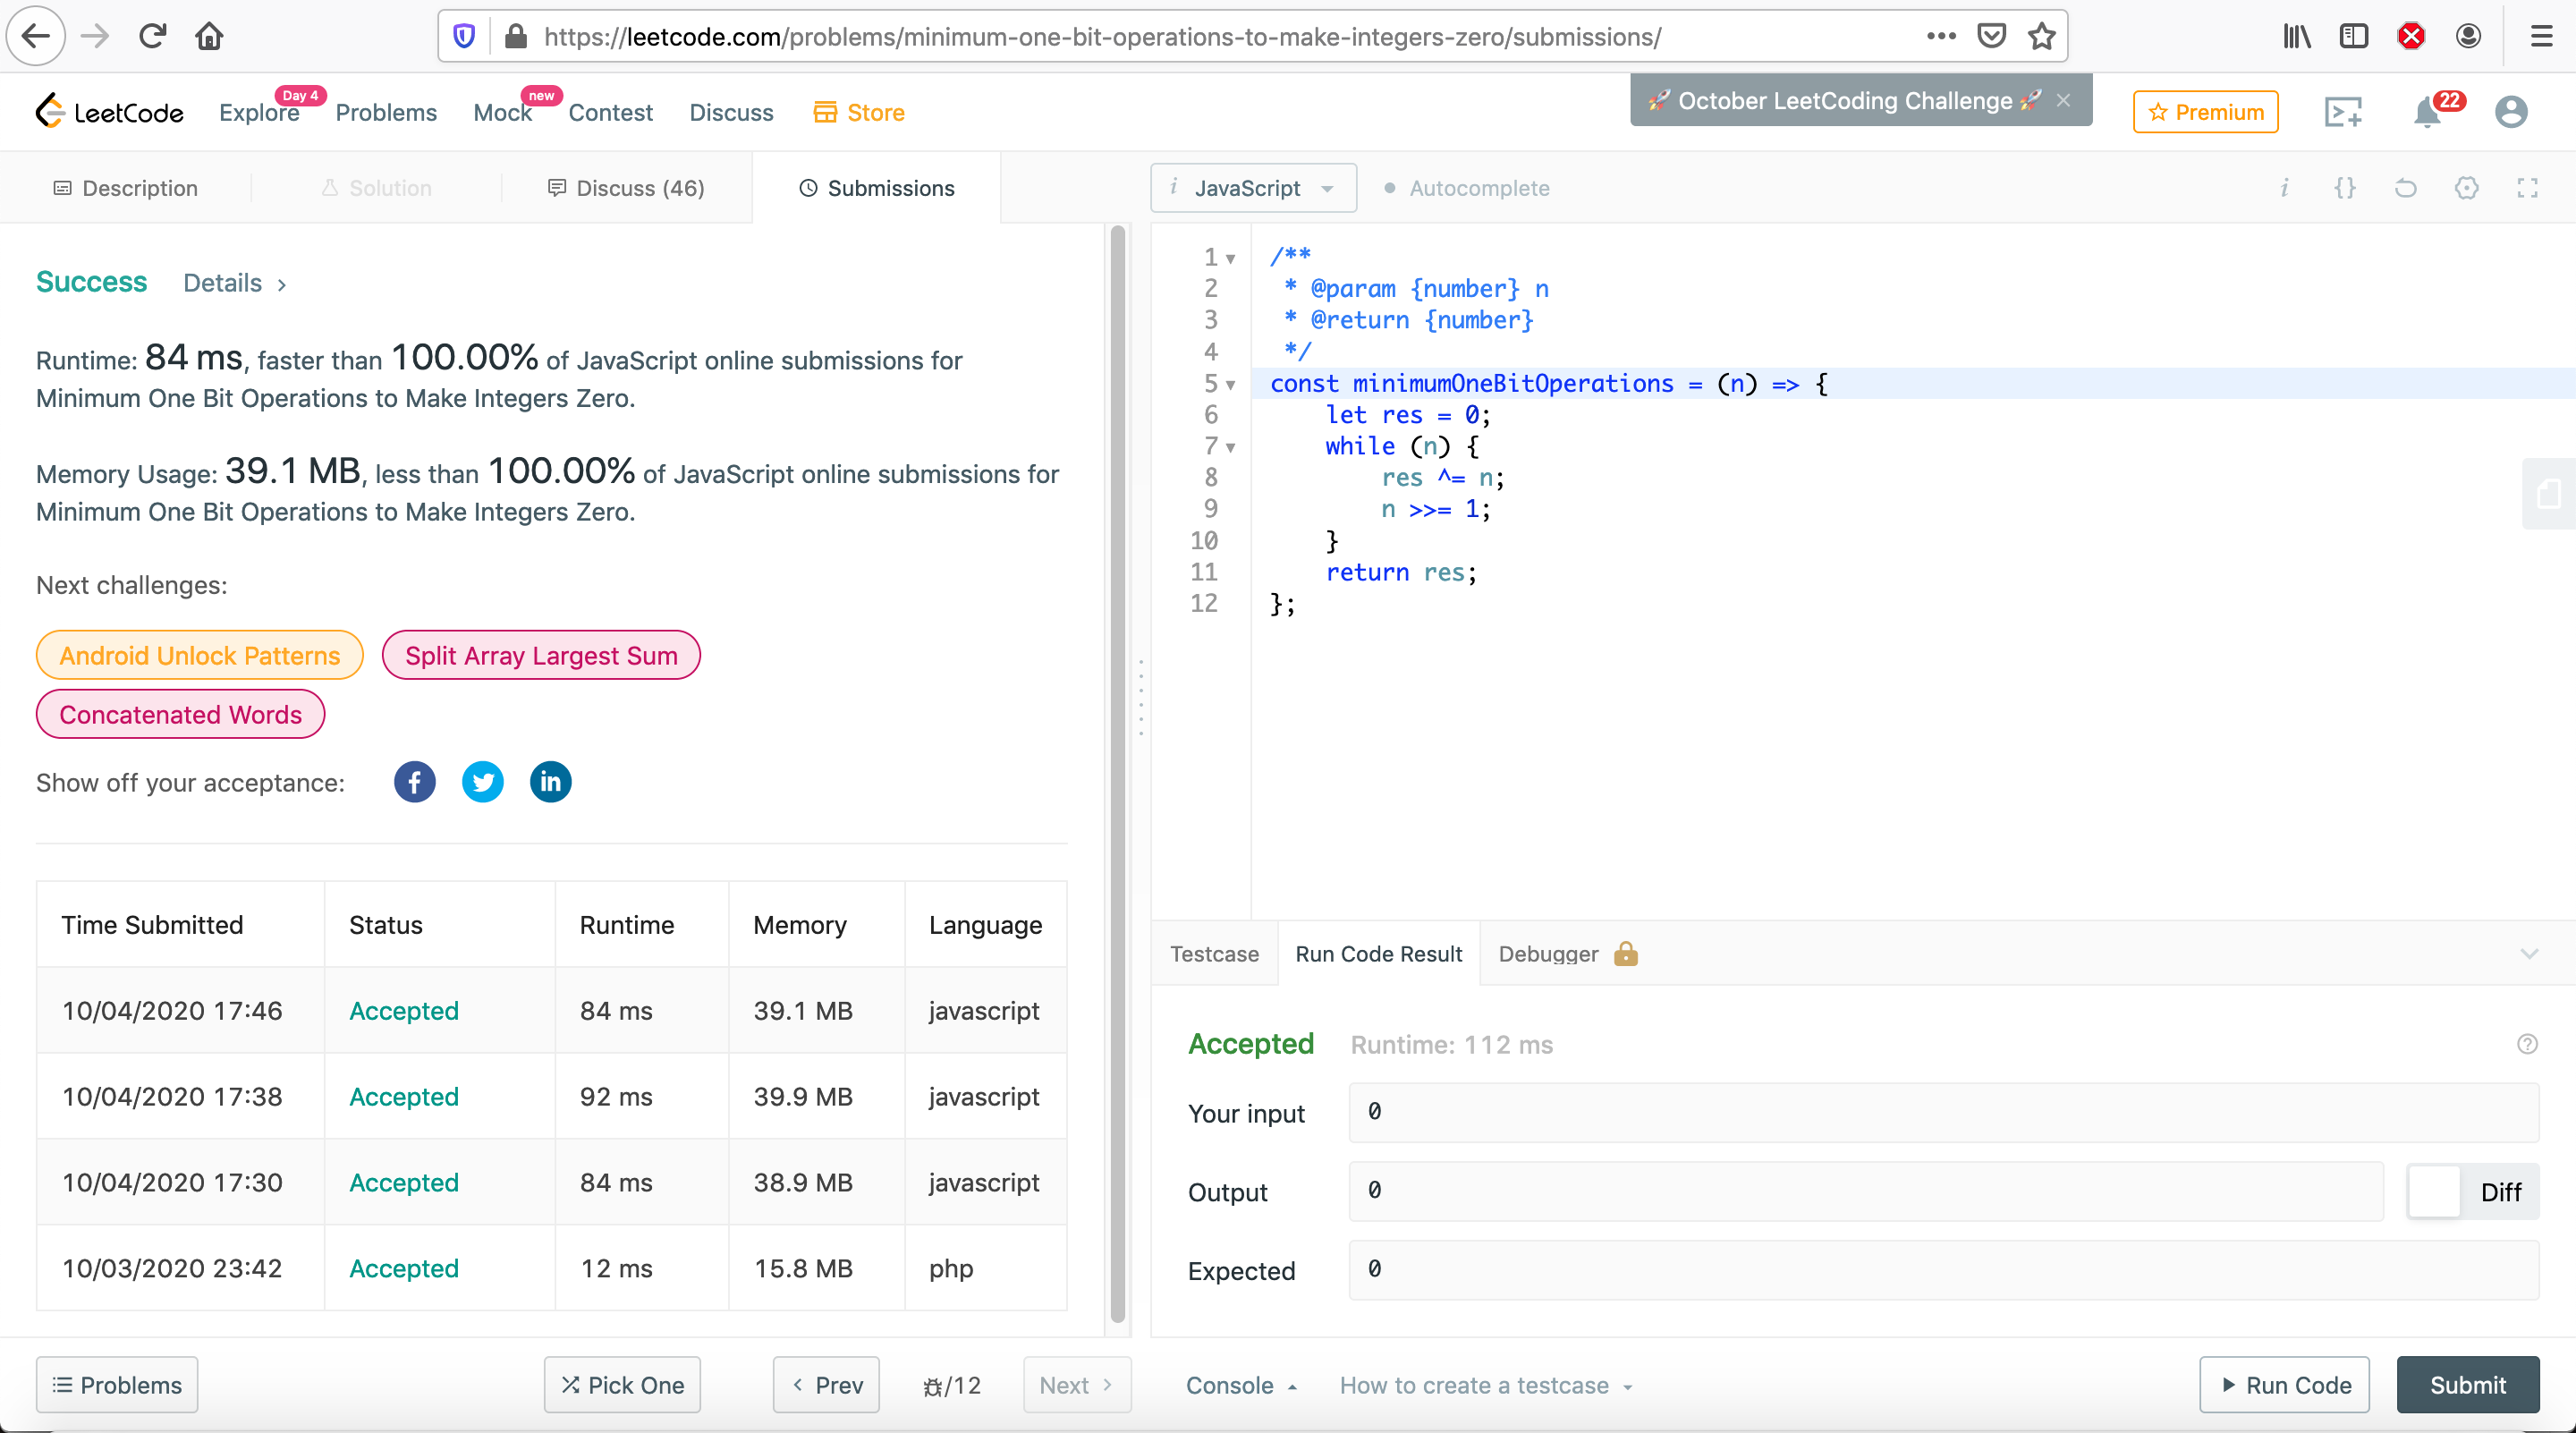 https://leetcode.com/problems/minimum-one-bit-operations-to-make-integers-zero/submissions/
LeetCode Explore Day 4 Problems Mock new Contest Discuss Store 🚀 October LeetCoding Challenge 🚀 × Premium 22
Description Solution Discuss (46) Submissions
i JavaScript Autocomplete i {}
Success Details >
Runtime: 84 ms, faster than 100.00% of JavaScript online submissions for
Minimum One Bit Operations to Make Integers Zero.
Memory Usage: 39.1 MB, less than 100.00% of JavaScript online submissions for
Minimum One Bit Operations to Make Integers Zero.
Next challenges:
Android Unlock Patterns Split Array Largest Sum
Concatenated Words
Show off your acceptance: f in
Time Submitted Status Runtime Memory Language
10/04/2020 17:46 Accepted 84 ms 39.1 MB javascript
10/04/2020 17:38 Accepted 92 ms 39.9 MB javascript
10/04/2020 17:30 Accepted 84 ms 38.9 MB javascript
10/03/2020 23:42 Accepted 12 ms 15.8 MB php
1 /**
2  * @param {number} n
3  * @return {number}
4  */
5 const minimumOneBitOperations = (n) => {
6     let res = 0;
7     while (n) {
8         res ^= n;
9         n >>= 1;
10     }
11     return res;
12 };
Testcase Run Code Result Debugger
Accepted Runtime: 112 ms ?
Your input 0
Output 0 Diff
Expected 0
Problems Pick One < Prev /12 Next > Console How to create a testcase Run Code Submit